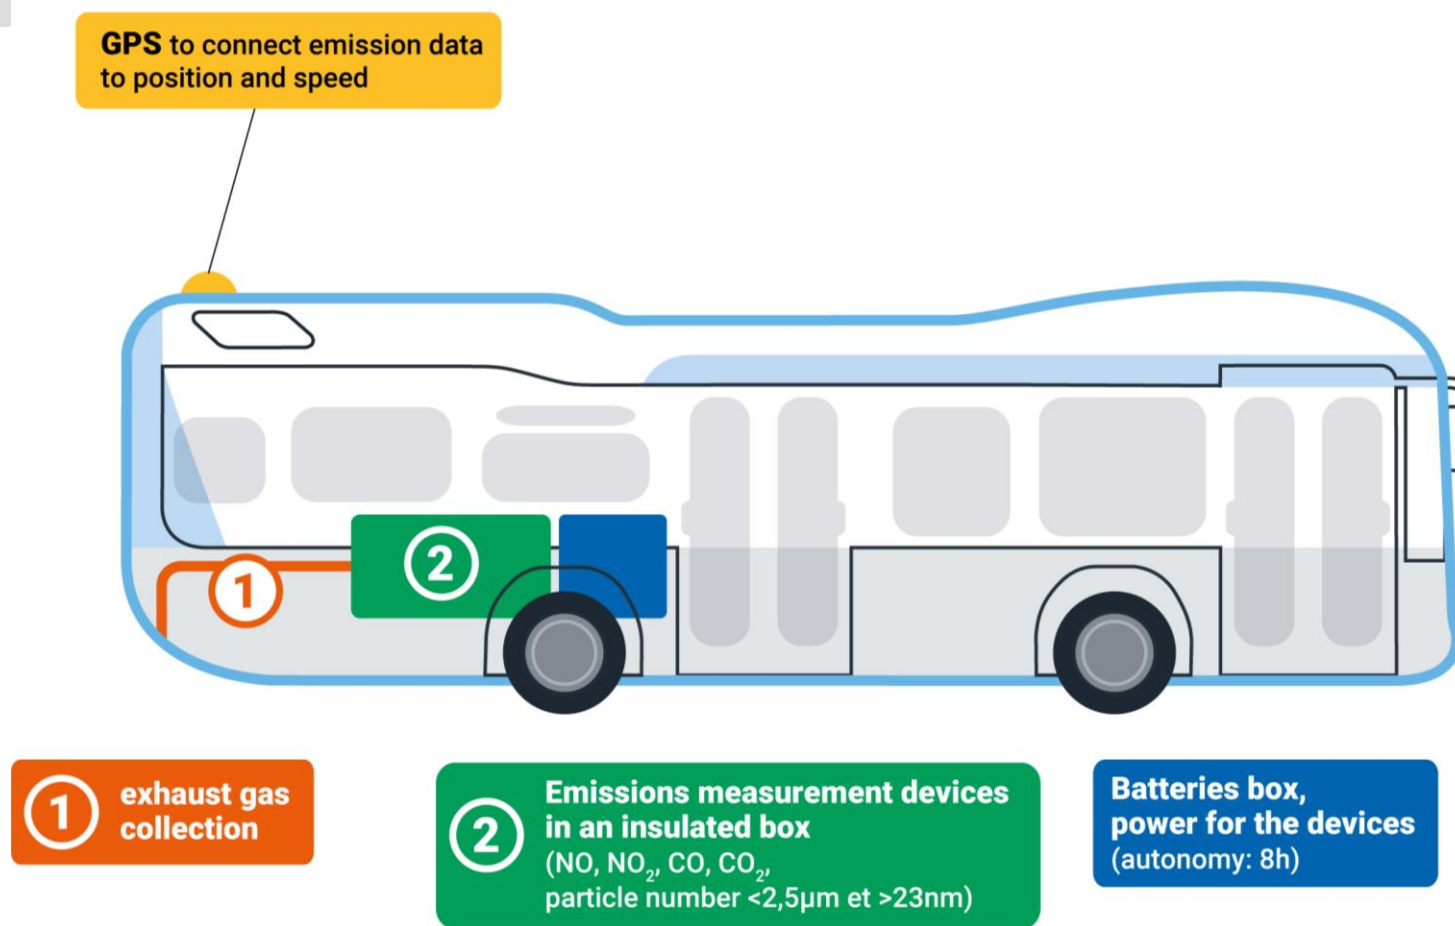 GPS to connect emission data
to position and speed
1
2
1
exhaust gas
collection
2
Emissions measurement devices
in an insulated box
(NO, NO₂, CO, CO₂,
particle number <2,5µm et >23nm)
Batteries box,
power for the devices
(autonomy: 8h)